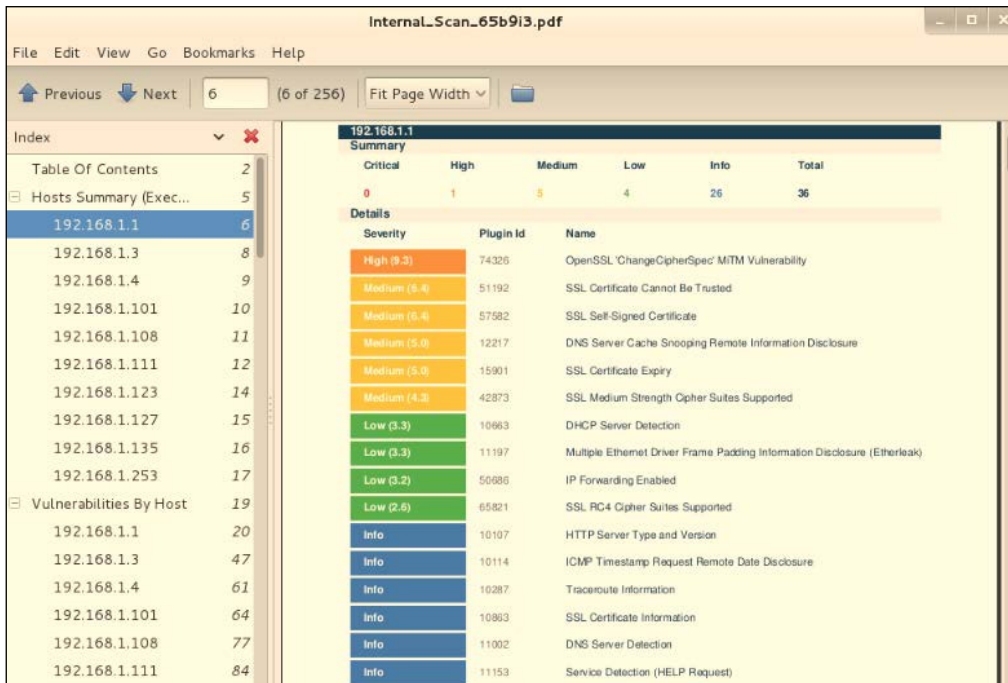 Internal_Scan_65b9i3.pdf
File Edit View Go Bookmarks Help
Previous Next 6 (6 of 256) Fit Page Width
Index
Table Of Contents 2
Hosts Summary (Exec... 5
192.168.1.1 6
192.168.1.3 8
192.168.1.4 9
192.168.1.101 10
192.168.1.108 11
192.168.1.111 12
192.168.1.123 14
192.168.1.127 15
192.168.1.135 16
192.168.1.253 17
Vulnerabilities By Host 19
192.168.1.1 20
192.168.1.3 47
192.168.1.4 61
192.168.1.101 64
192.168.1.108 77
192.168.1.111 84
192.168.1.1
Summary
Critical High Medium Low Info Total
0 1 5 4 26 36
Details
Severity Plugin Id Name
High (9.3) 74326 OpenSSL 'ChangeCipherSpec' MiTM Vulnerability
Medium (6.4) 51192 SSL Certificate Cannot Be Trusted
Medium (6.4) 57582 SSL Self-Signed Certificate
Medium (5.0) 12217 DNS Server Cache Snooping Remote Information Disclosure
Medium (5.0) 15901 SSL Certificate Expiry
Medium (4.3) 42873 SSL Medium Strength Cipher Suites Supported
Low (3.3) 10663 DHCP Server Detection
Low (3.3) 11197 Multiple Ethernet Driver Frame Padding Information Disclosure (Etherleak)
Low (3.2) 50686 IP Forwarding Enabled
Low (2.6) 65821 SSL RC4 Cipher Suites Supported
Info 10107 HTTP Server Type and Version
Info 10114 ICMP Timestamp Request Remote Date Disclosure
Info 10287 Traceroute Information
Info 10863 SSL Certificate Information
Info 11002 DNS Server Detection
Info 11153 Service Detection (HELP Request)